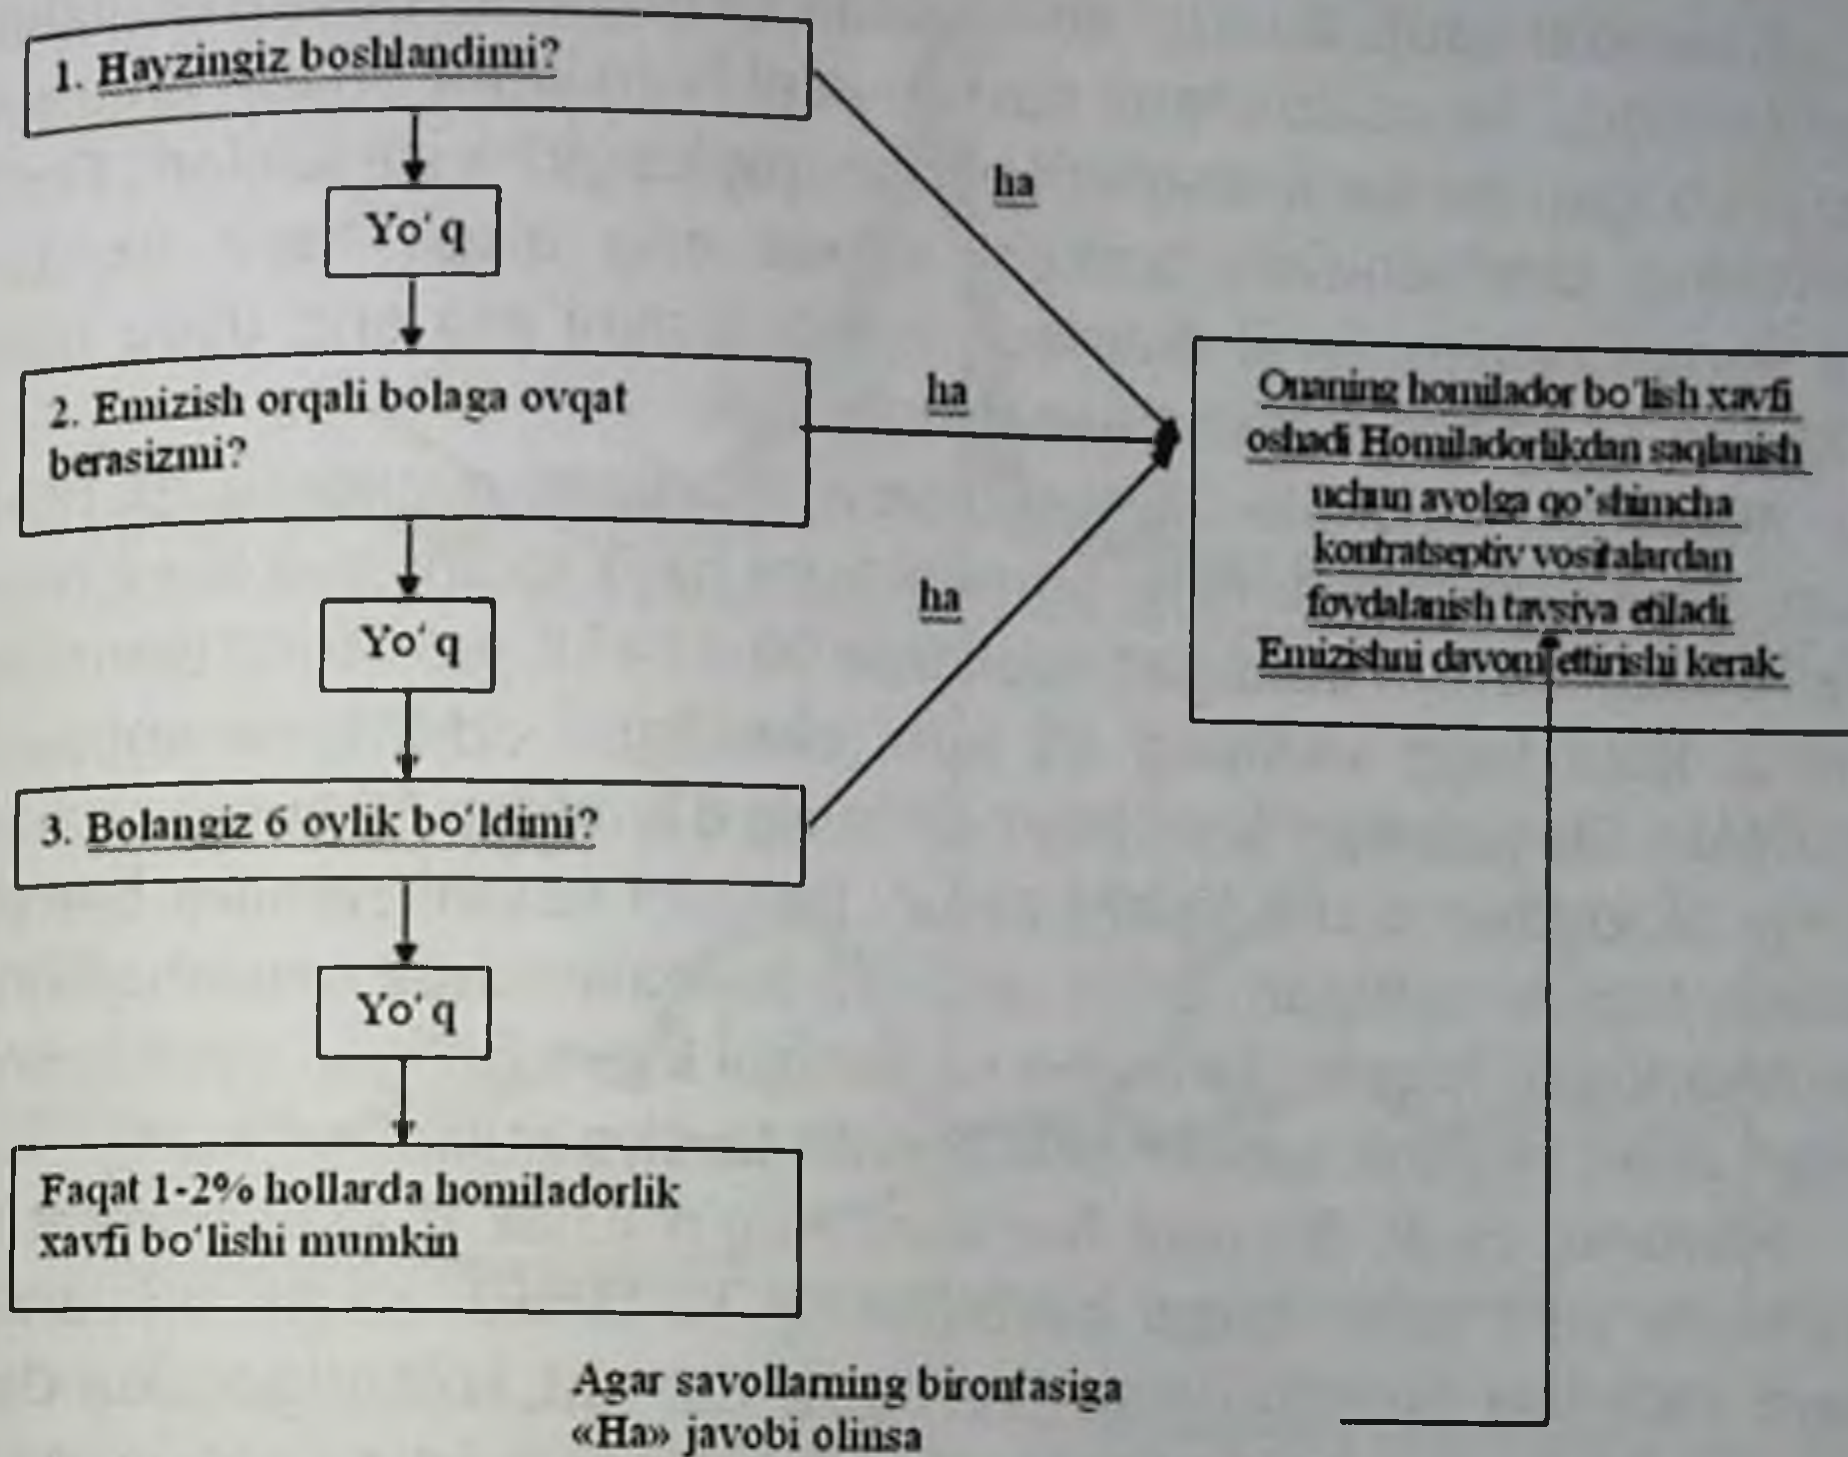 1. Hayzingiz boshlandimi?
ha
Yo‘q
2. Emizish orqali bolaga ovqat
berasizmi?
ha
Onaning homilador bo‘lish xavfi
oshadi Homiladorlikdan saqlanish
uchun ayolga qo’shimcha
kontratseptiv vositalardan
foydalanish tavsiya etiladi.
Emizishni davom ettirishi kerak.
ha
Yo‘q
3. Bolangiz 6 oylik bo‘ldimi?
Yo‘q
Faqat 1-2% hollarda homiladorlik
xavfi bo‘lishi mumkin
Agar savollarning birontasiga
«Ha» javobi olinsa